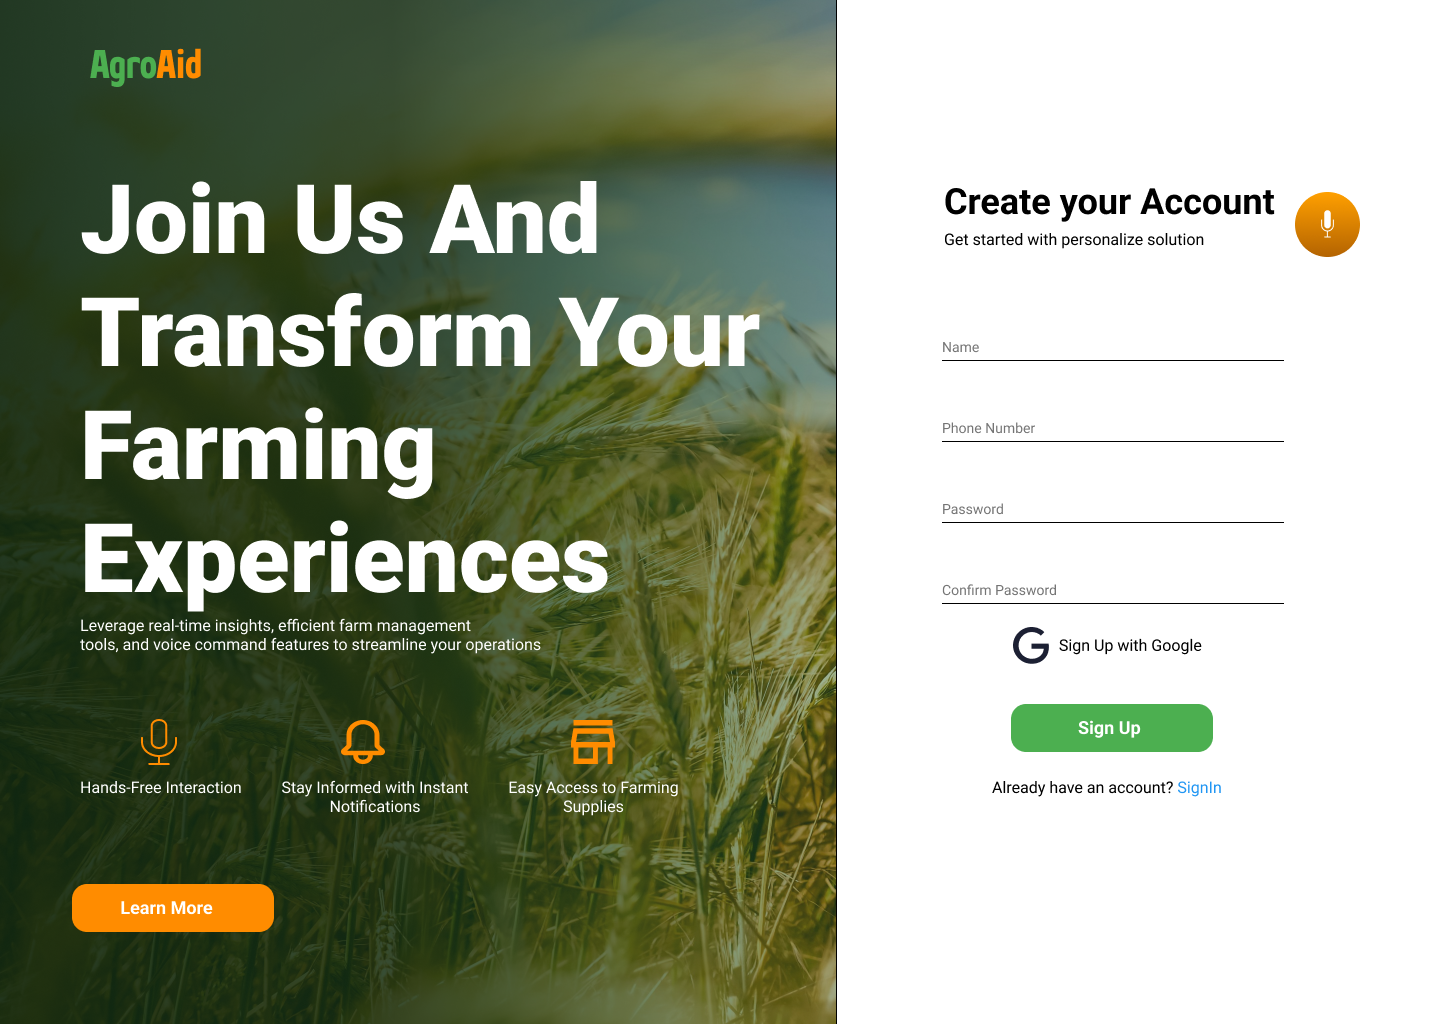 AgroAid
Join Us And
Transform Your
Farming
Experiences
Leverage real-time insights, efficient farm management
tools, and voice command features to streamline your operations
Hands-Free Interaction
Stay Informed with Instant
Notifications
Easy Access to Farming
Supplies
Learn More
Create your Account
Get started with personalize solution
Name
Phone Number
Password
Confirm Password
G Sign Up with Google
Sign Up
Already have an account? SignIn